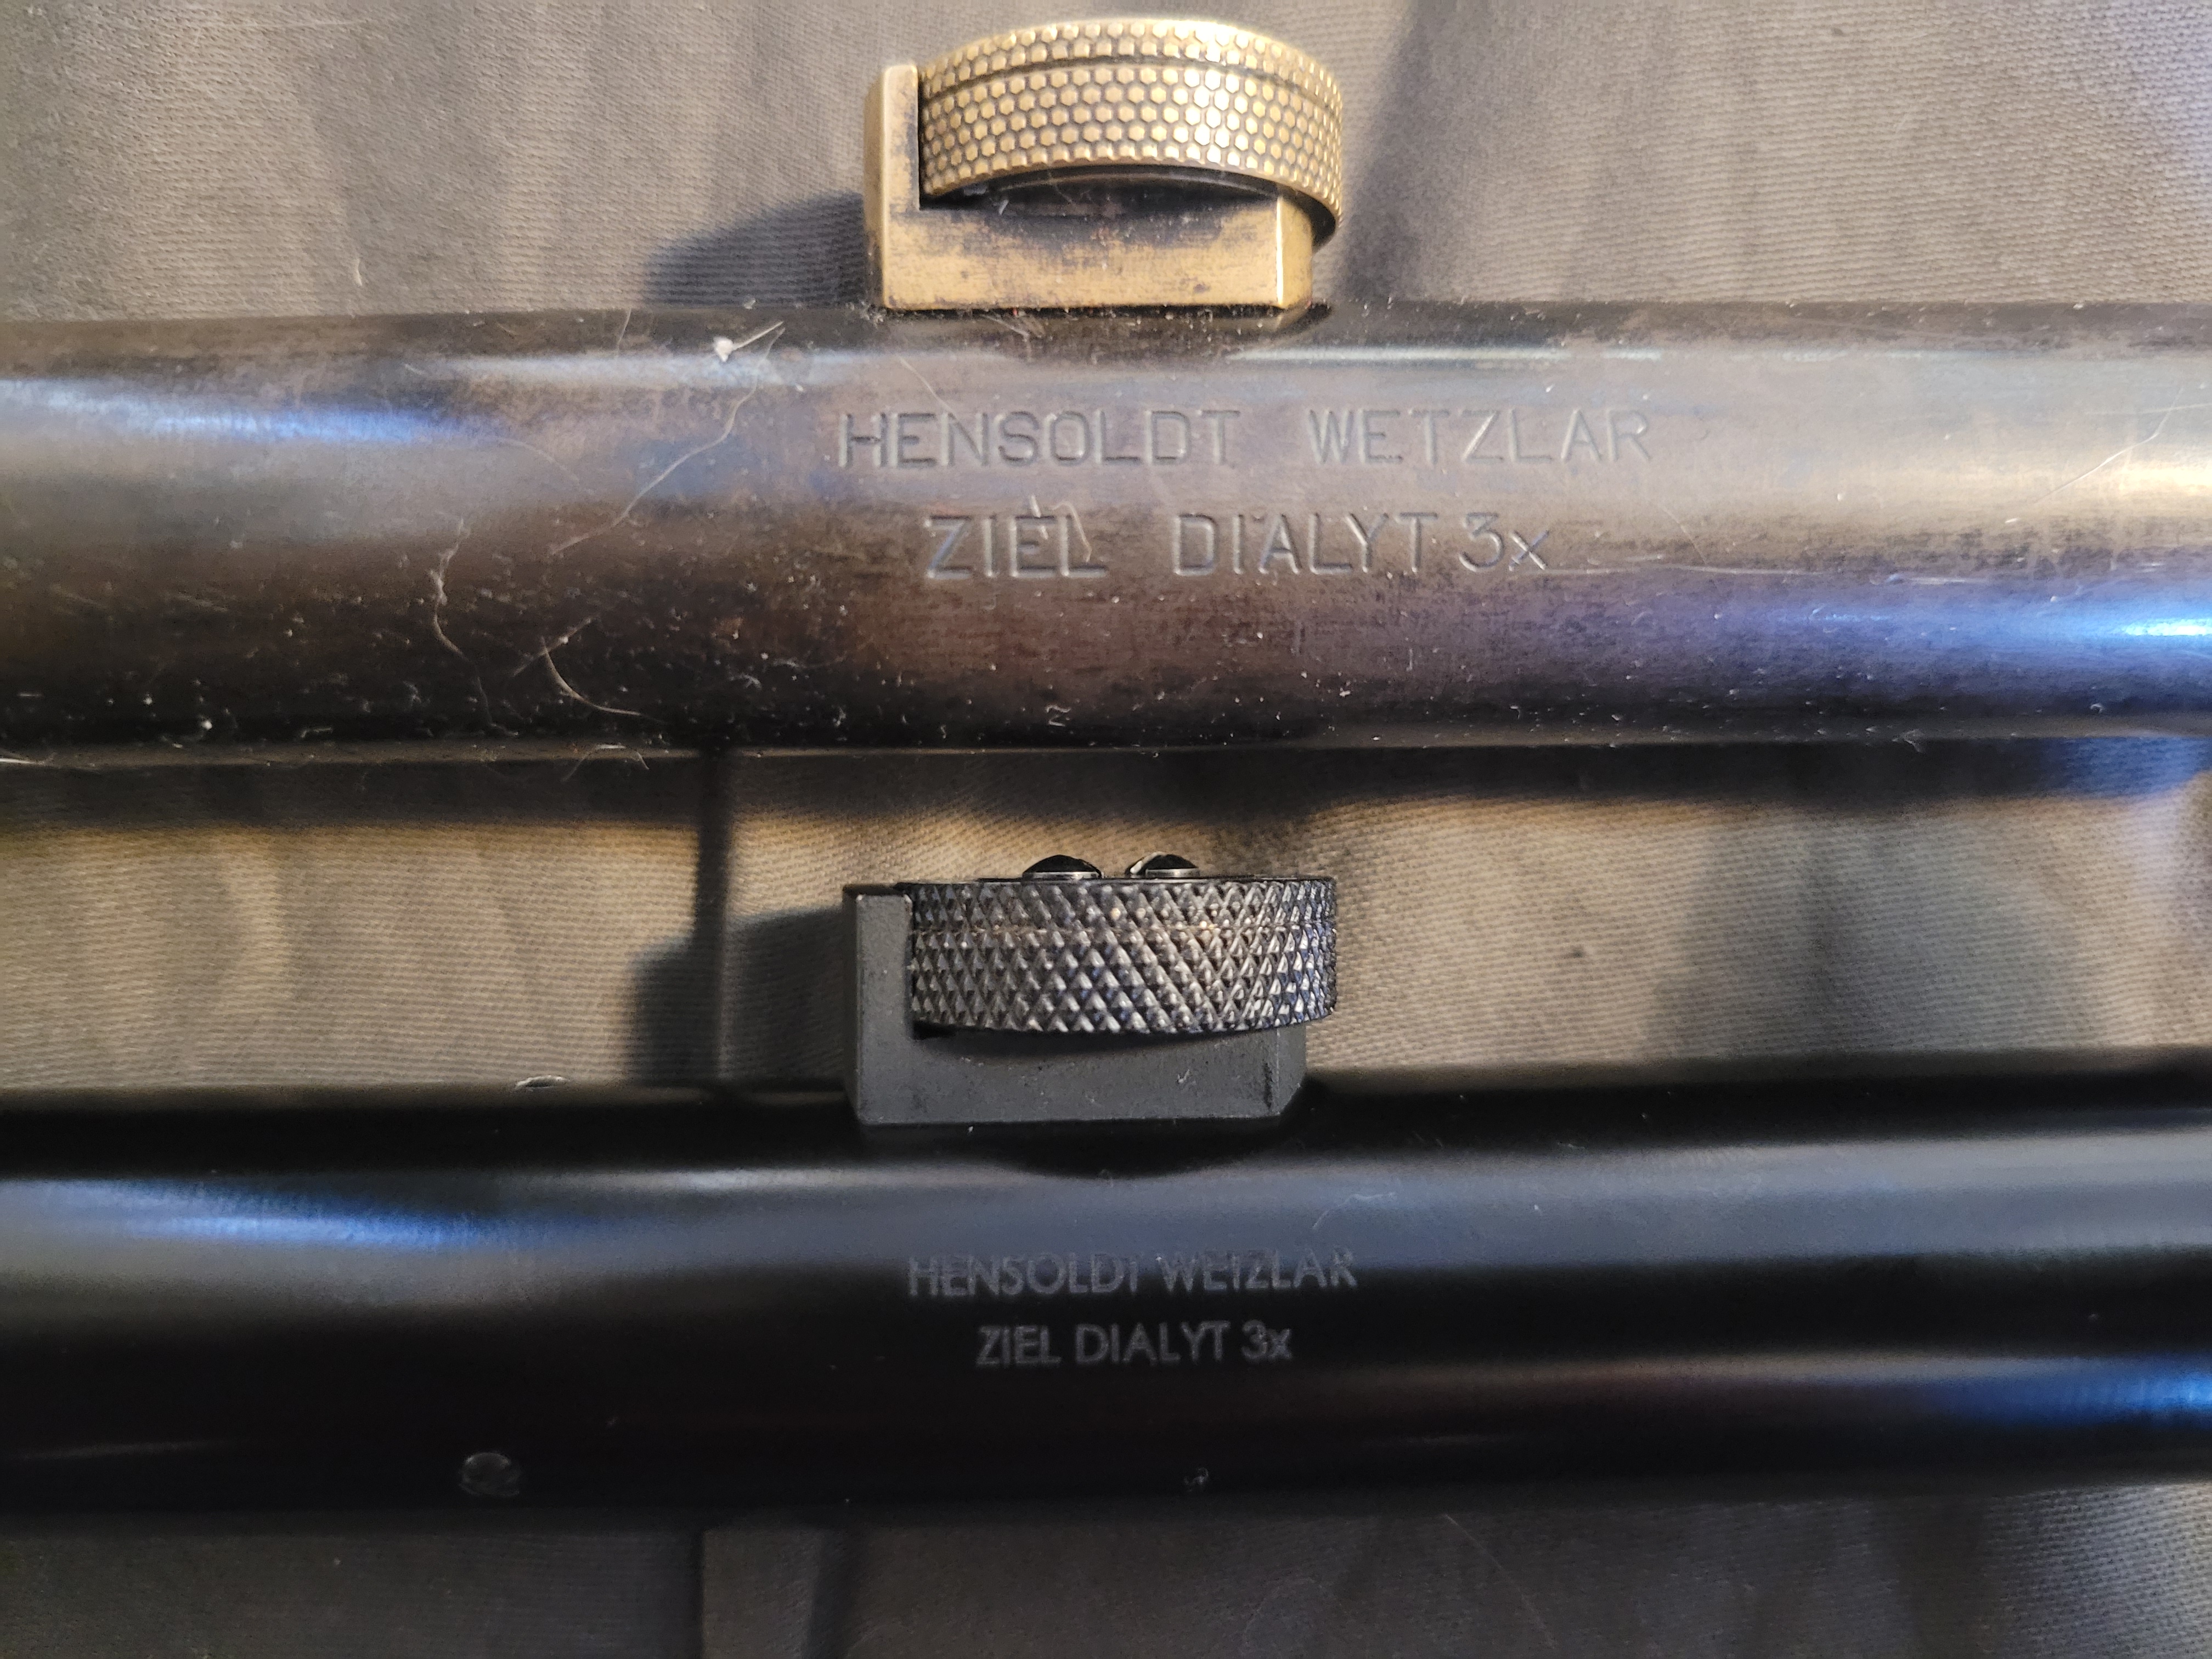 HENSOLDT WETZLAR
ZIEL DIALYT 3x
HENSOLDT WETZLAR
ZIEL DIALYT 3x